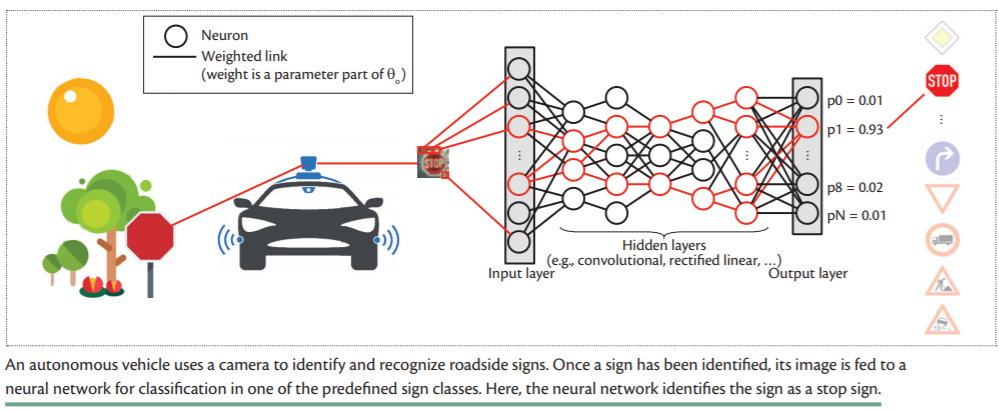 Neuron
Weighted link
(weight is a parameter part of θo)
STOP
p0 = 0.01
STOP
p1 = 0.93
p8 = 0.02
pN = 0.01
Hidden layers
(e.g., convolutional, rectified linear, ...)
Input layer
Output layer
An autonomous vehicle uses a camera to identify and recognize roadside signs. Once a sign has been identified, its image is fed to a
neural network for classification in one of the predefined sign classes. Here, the neural network identifies the sign as a stop sign.